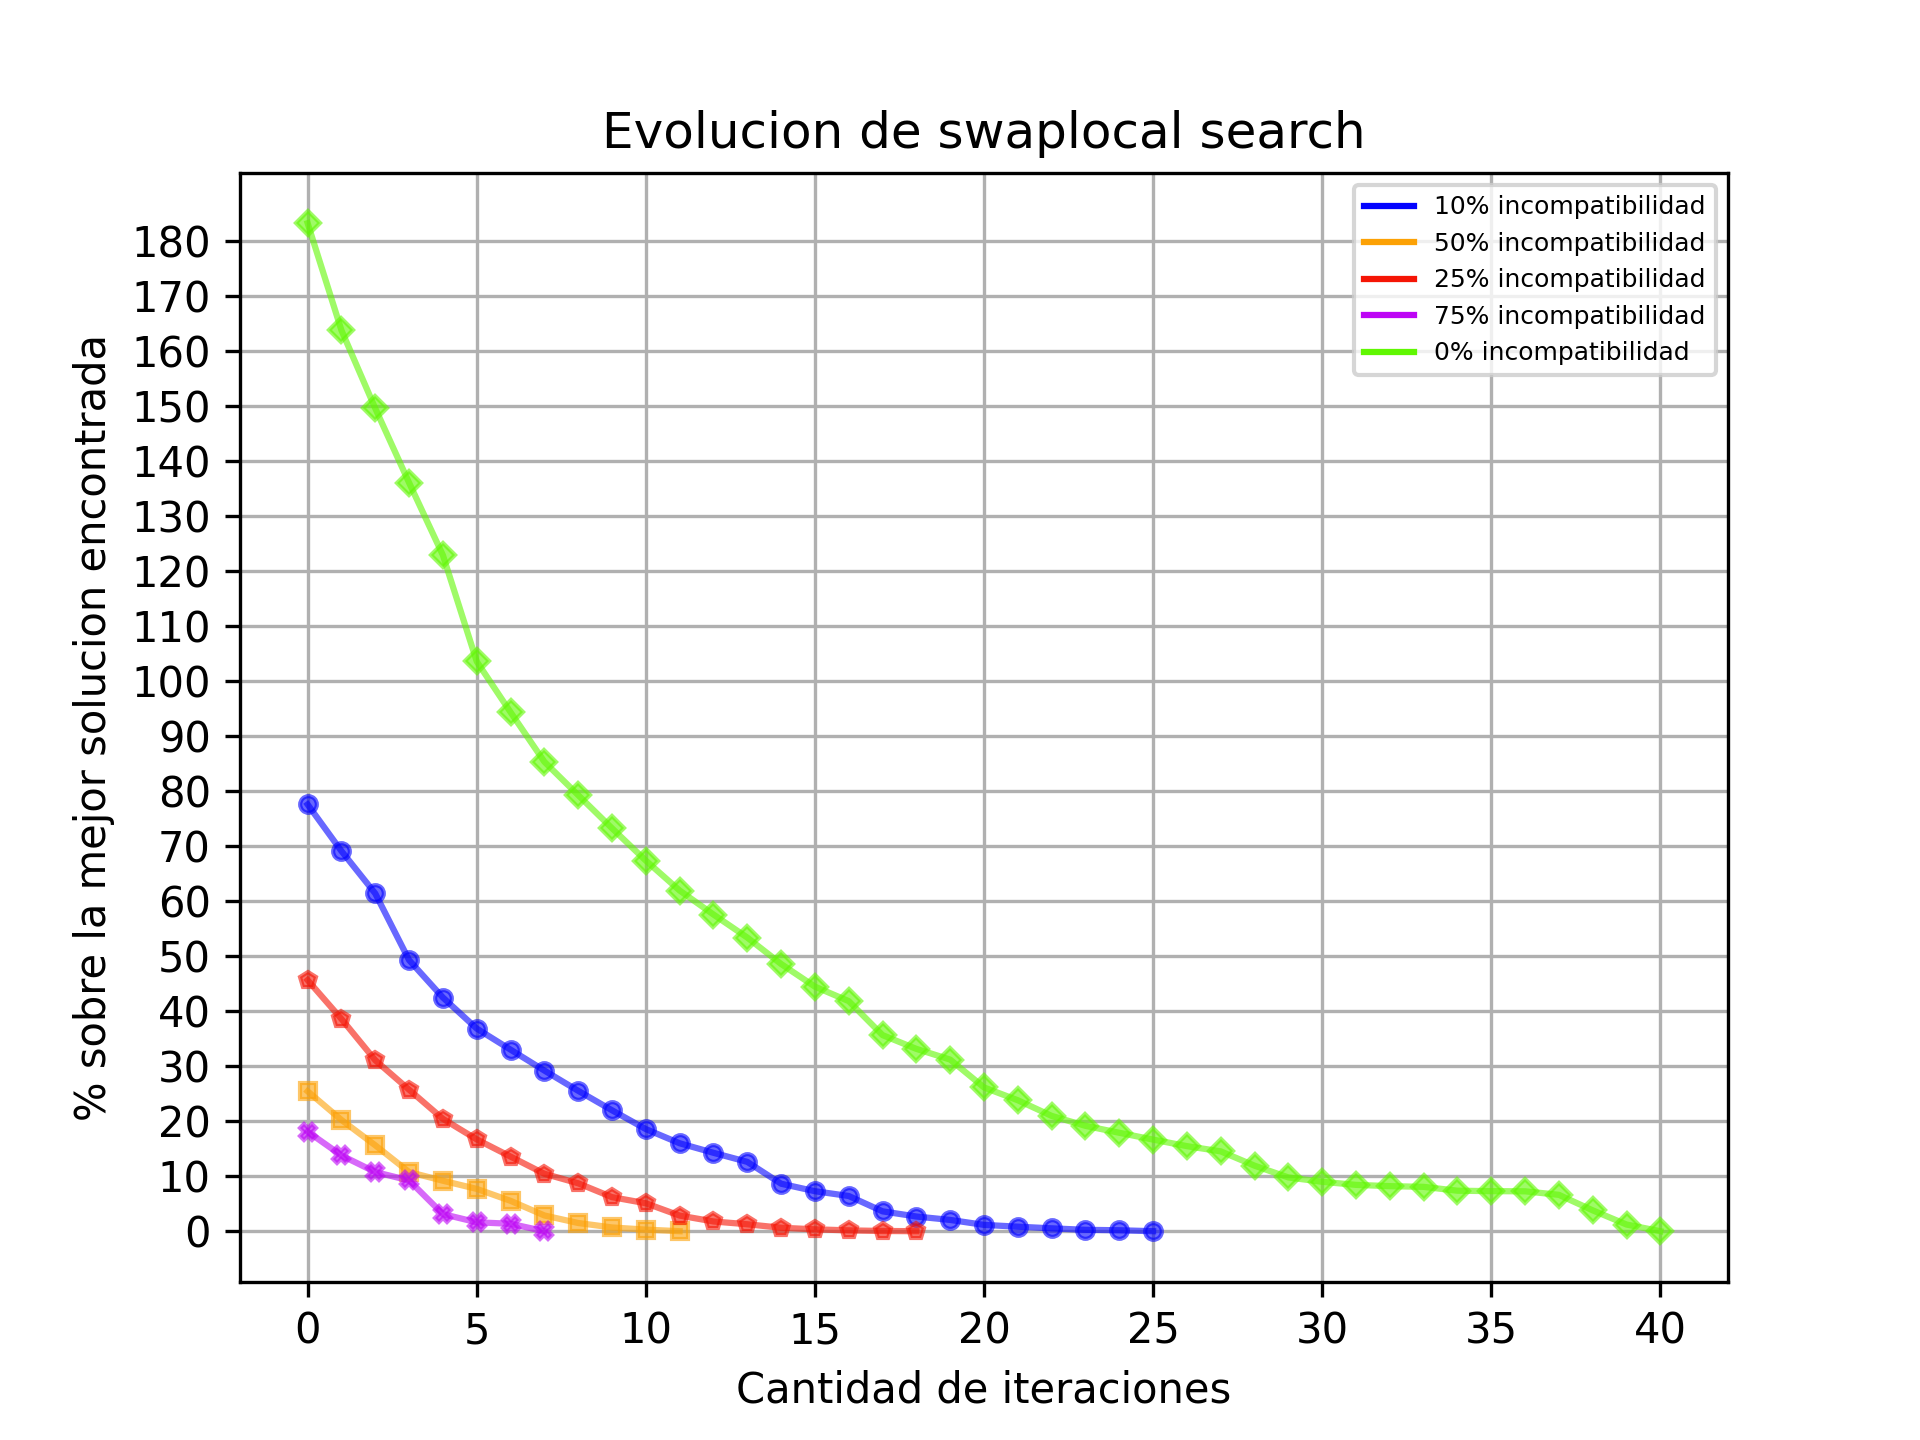 Evolucion de swaplocal search
10% incompatibilidad
50% incompatibilidad
25% incompatibilidad
75% incompatibilidad
0% incompatibilidad
% sobre la mejor solucion encontrada
180
170
160
150
140
130
120
110
100
90
80
70
60
50
40
30
20
10
0
0 5 10 15 20 25 30 35 40
Cantidad de iteraciones